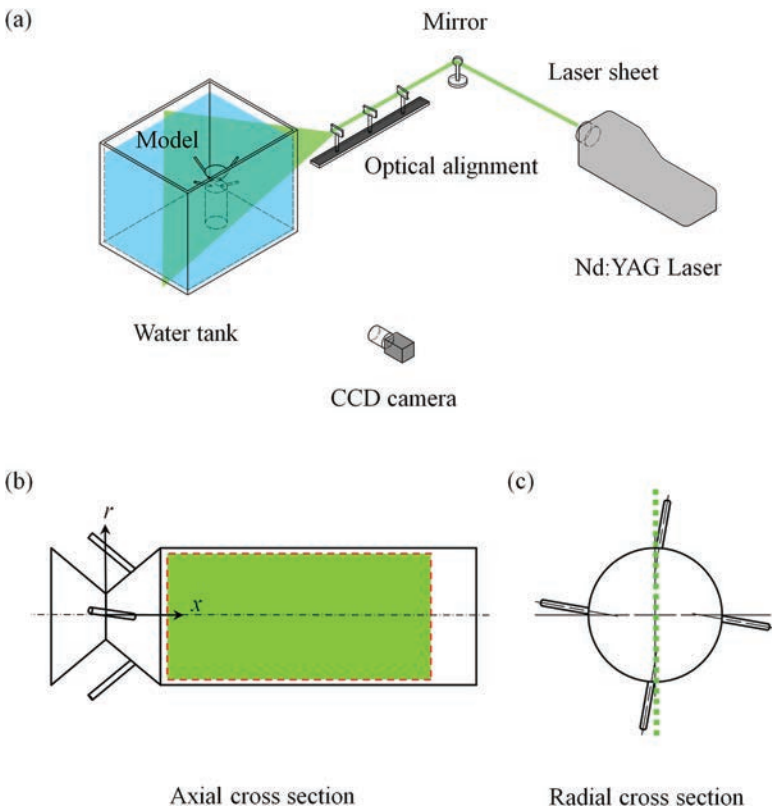 (a)
Mirror
Laser sheet
Model
Optical alignment
Nd:YAG Laser
Water tank
CCD camera
(b)
(c)
r
x
Axial cross section
Radial cross section